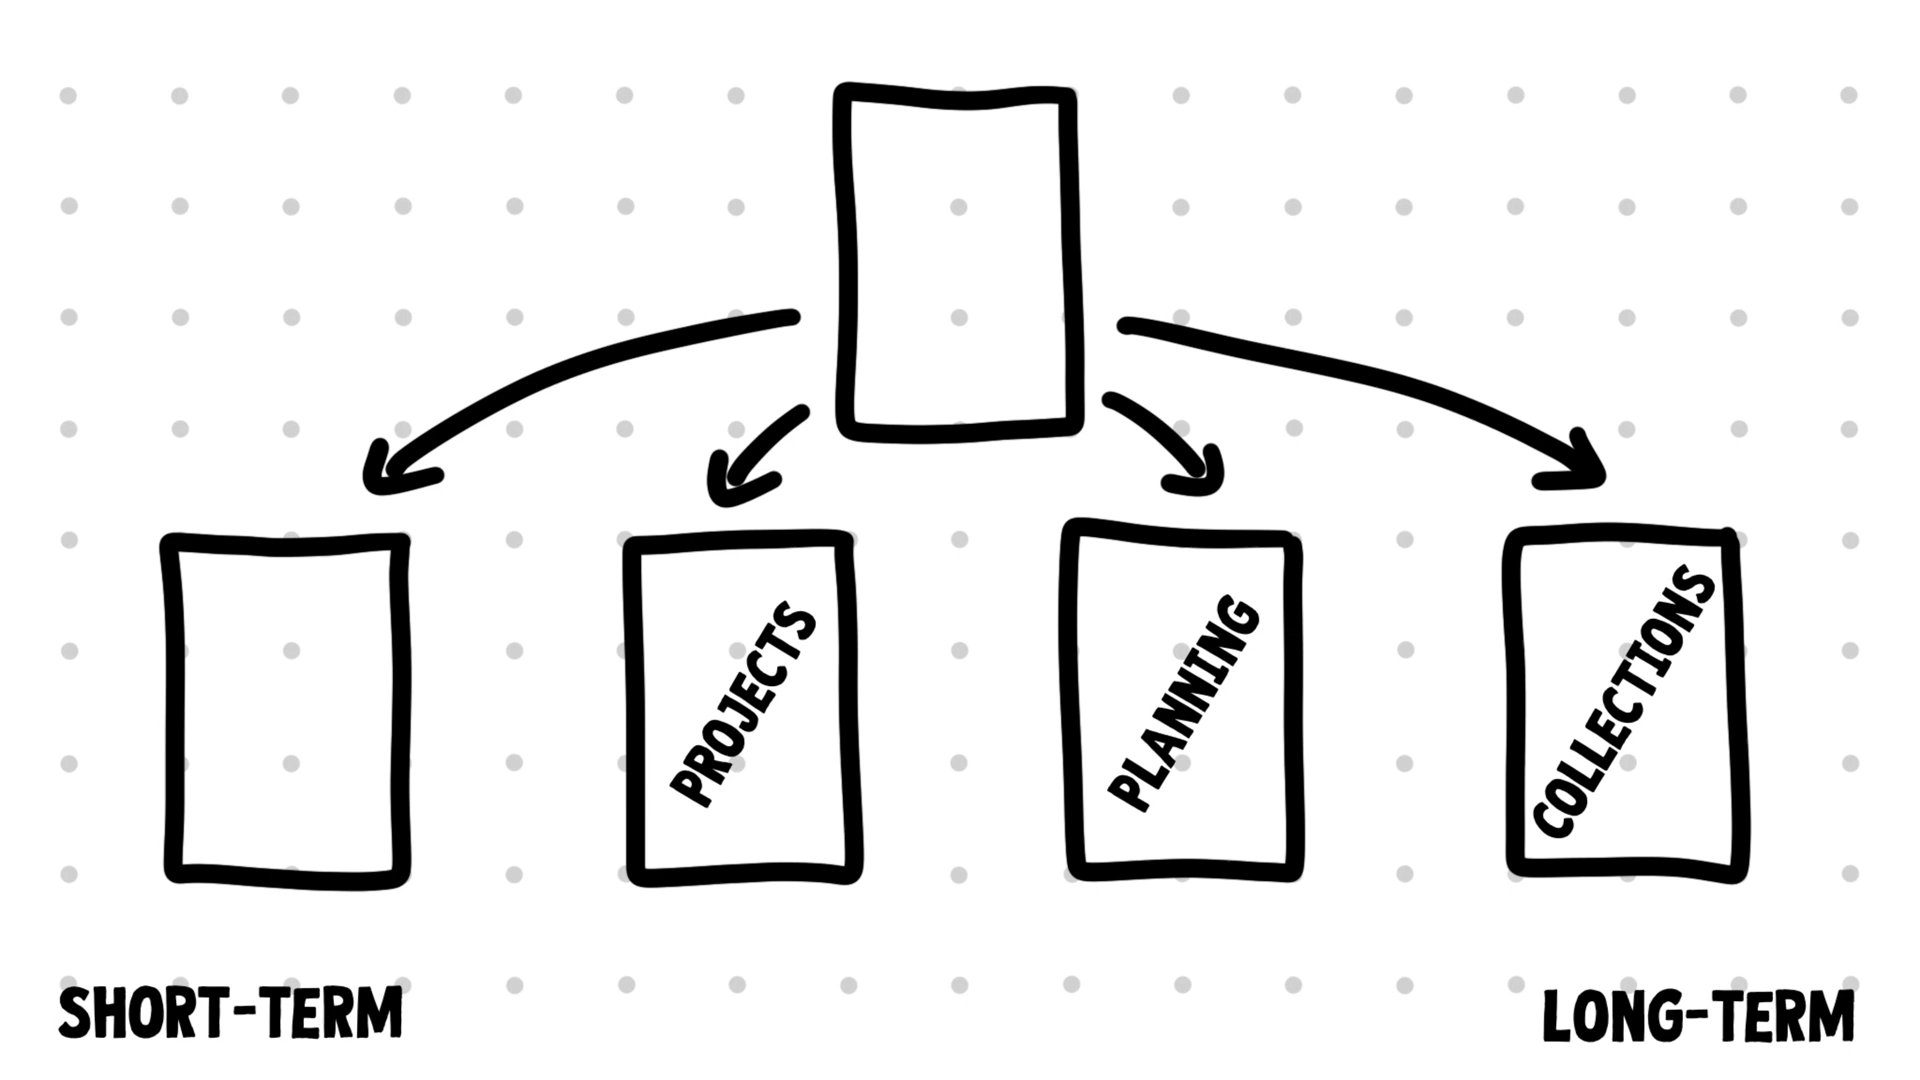 PROJECTS
PLANNING
COLLECTIONS
SHORT-TERM
LONG-TERM